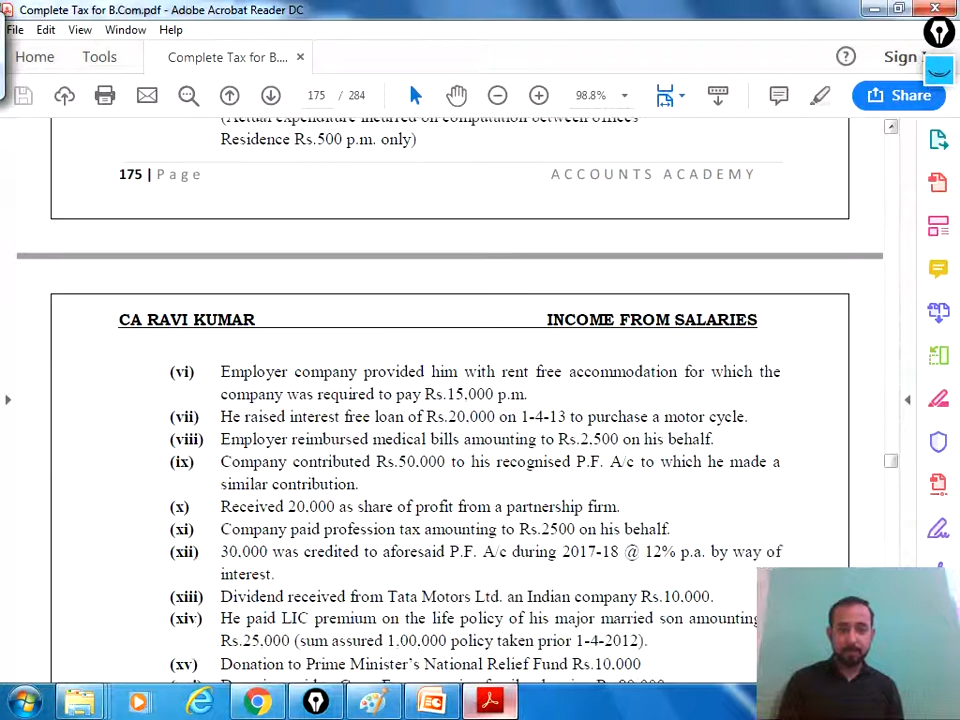 Complete Tax for B.Com.pdf - Adobe Acrobat Reader DC
File Edit View Window Help
Home Tools Complete Tax for B.... × Sign
175 / 284 98.8% Share
(Actual expenditure incurred on computation between offices
Residence Rs.500 p.m. only)
175 | Page ACCOUNTS ACADEMY
CA RAVI KUMAR INCOME FROM SALARIES
(vi) Employer company provided him with rent free accommodation for which the
company was required to pay Rs.15,000 p.m.
(vii) He raised interest free loan of Rs.20,000 on 1-4-13 to purchase a motor cycle.
(viii) Employer reimbursed medical bills amounting to Rs.2,500 on his behalf.
(ix) Company contributed Rs.50,000 to his recognised P.F. A/c to which he made a
similar contribution.
(x) Received 20,000 as share of profit from a partnership firm.
(xi) Company paid profession tax amounting to Rs.2500 on his behalf.
(xii) 30,000 was credited to aforesaid P.F. A/c during 2017-18 @ 12% p.a. by way of
interest.
(xiii) Dividend received from Tata Motors Ltd. an Indian company Rs.10,000.
(xiv) He paid LIC premium on the life policy of his major married son amounting
Rs.25,000 (sum assured 1,00,000 policy taken prior 1-4-2012).
(xv) Donation to Prime Minister's National Relief Fund Rs.10,000